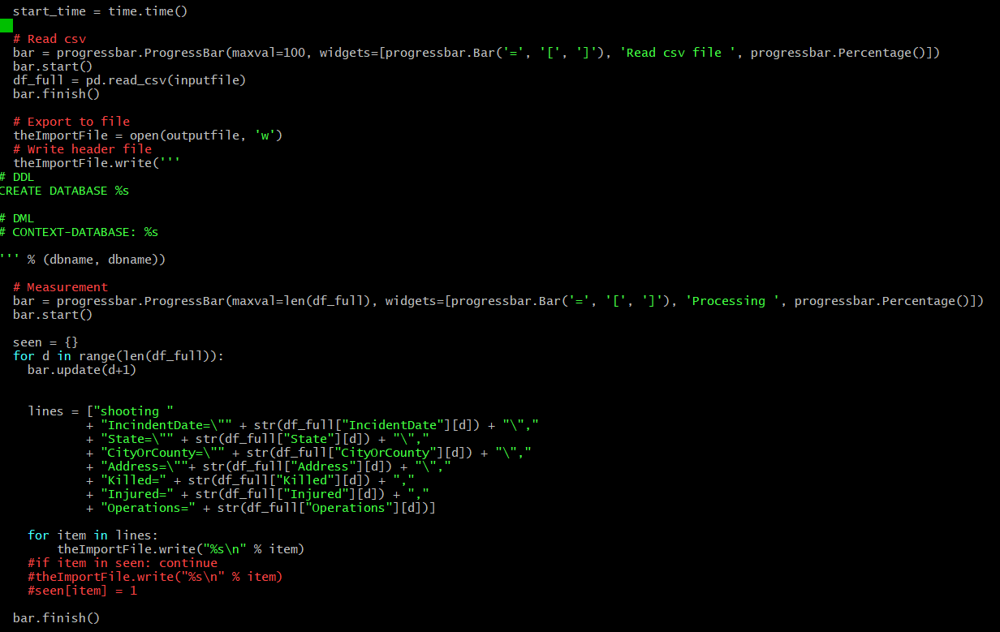 start_time = time.time()
# Read csv
bar = progressbar.ProgressBar(maxval=100, widgets=[progressbar.Bar('=', '[', ']'), 'Read csv file ', progressbar.Percentage()])
bar.start()
df_full = pd.read_csv(inputfile)
bar.finish()
# Export to file
theImportFile = open(outputfile, 'w')
# Write header file
theImportFile.write('''
# DDL
CREATE DATABASE %s
# DML
# CONTEXT-DATABASE: %s
''' % (dbname, dbname))
# Measurement
bar = progressbar.ProgressBar(maxval=len(df_full), widgets=[progressbar.Bar('=', '[', ']'), 'Processing ', progressbar.Percentage()])
bar.start()
seen = {}
for d in range(len(df_full)):
bar.update(d+1)
lines = ["shooting "
+ "IncindentDate=\"" + str(df_full["IncidentDate"][d]) + "\","
+ "State=\"" + str(df_full["State"][d]) + "\","
+ "CityOrCounty=\"" + str(df_full["CityOrCounty"][d]) + "\","
+ "Address=\""+ str(df_full["Address"][d]) + "\","
+ "Killed=" + str(df_full["Killed"][d]) + ","
+ "Injured=" + str(df_full["Injured"][d]) + ","
+ "Operations=" + str(df_full["Operations"][d])]
for item in lines:
theImportFile.write("%s\n" % item)
#if item in seen: continue
#theImportFile.write("%s\n" % item)
#seen[item] = 1
bar.finish()